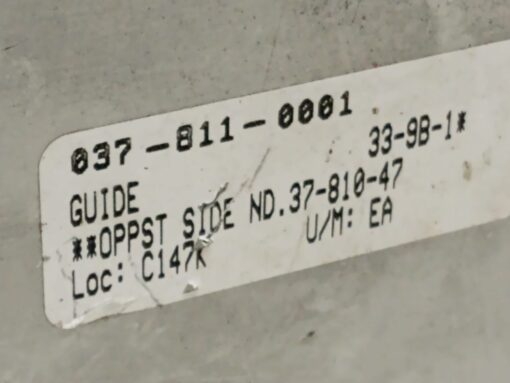 037-811-0001
33-9B-1*
GUIDE
**OPPST SIDE ND.37-810-47
Loc: C147K U/M: EA